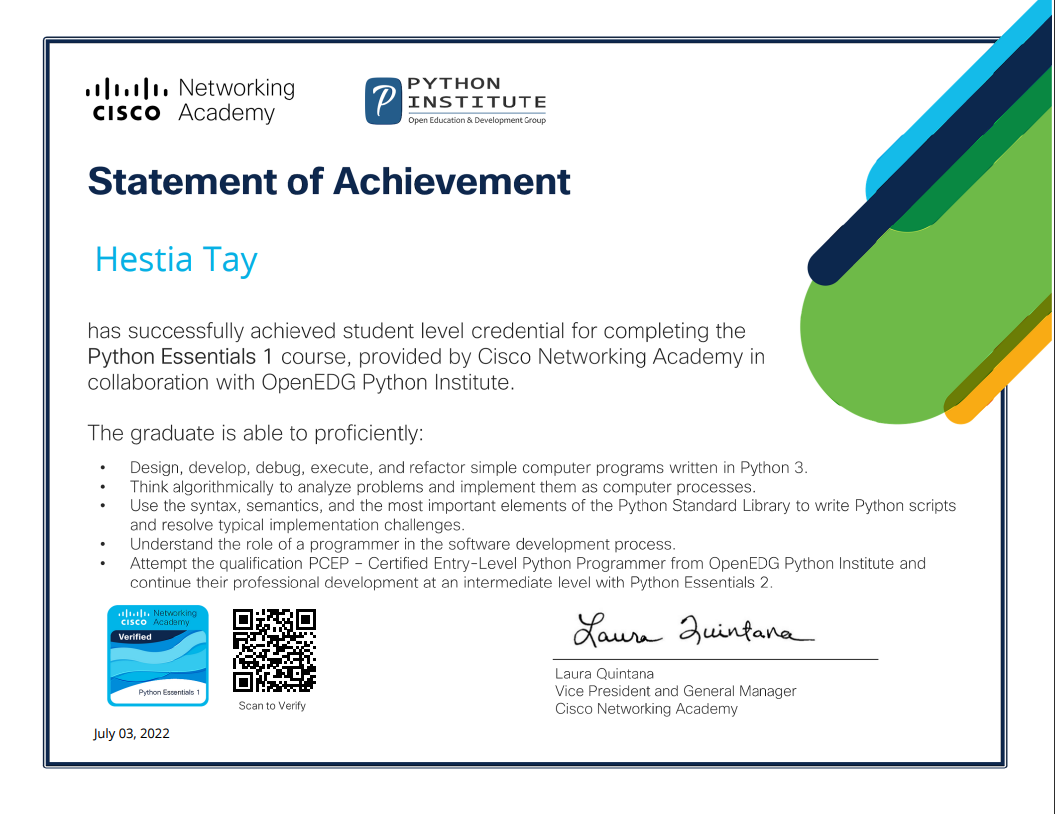 Networking
CISCO Academy
PYTHON
INSTITUTE
Open Education & Development Group
Statement of Achievement
Hestia Tay
has successfully achieved student level credential for completing the
Python Essentials 1 course, provided by Cisco Networking Academy in
collaboration with OpenEDG Python Institute.
The graduate is able to proficiently:
• Design, develop, debug, execute, and refactor simple computer programs written in Python 3.
• Think algorithmically to analyze problems and implement them as computer processes.
• Use the syntax, semantics, and the most important elements of the Python Standard Library to write Python scripts
and resolve typical implementation challenges.
• Understand the role of a programmer in the software development process.
• Attempt the qualification PCEP – Certified Entry-Level Python Programmer from OpenEDG Python Institute and
continue their professional development at an intermediate level with Python Essentials 2.
Networking
CISCO Academy
Verified
Python Essentials 1
Scan to Verify
Laura Quintana
Laura Quintana
Vice President and General Manager
Cisco Networking Academy
July 03, 2022